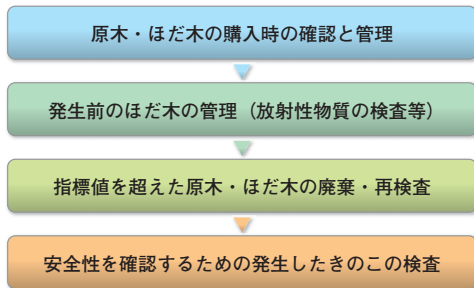 原木・ほだ木の購入時の確認と管理
発生前のほだ木の管理（放射性物質の検査等）
指標値を超えた原木・ほだ木の廃棄・再検査
安全性を確認するための発生したきのこの検査